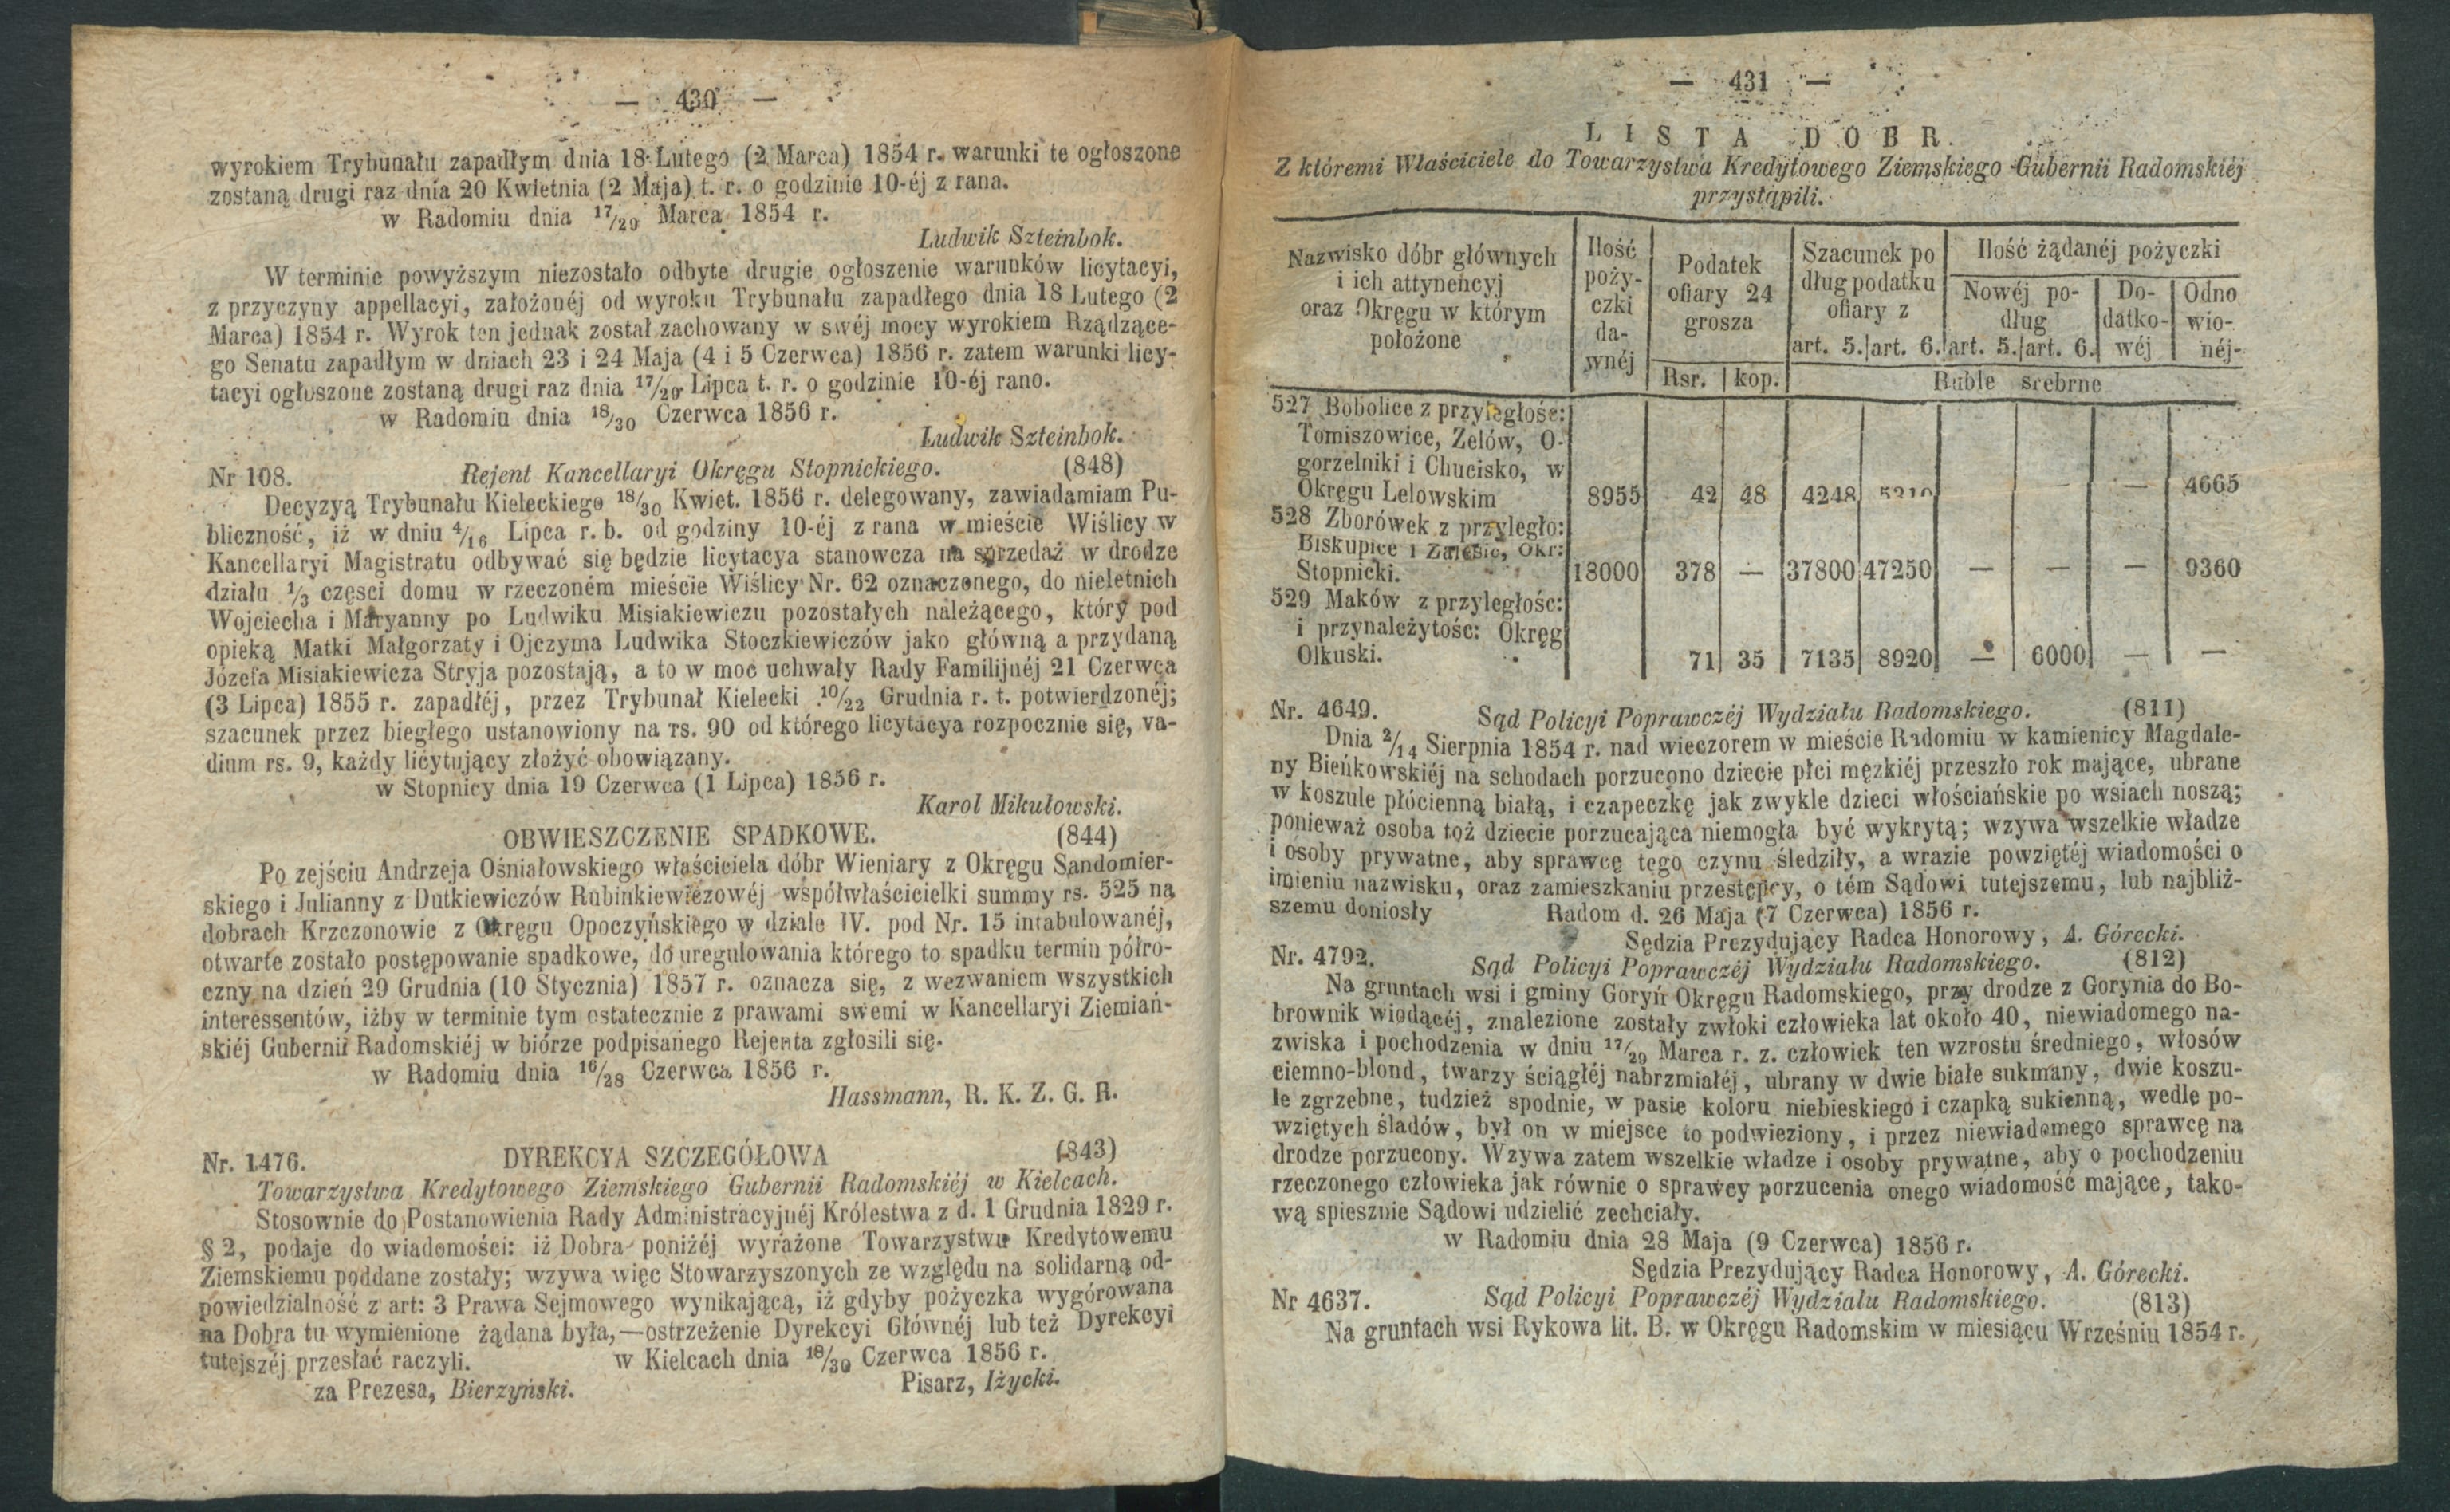 — 430 —
wyrokiem Trybunału zapadłym dnia 18 Lutego (2 Marca) 1854 r. warunki te ogłoszone
zostaną drugi raz dnia 20 Kwietnia (2 Maja) t. r. o godzinie 10-éj z rana.
w Radomiu dnia 17/29 Marca 1854 r.
Ludwik Szteinbok.
W terminie powyższym niezostało odbyte drugie ogłoszenie warunków licytacyi,
z przyczyny appellacyi, założonéj od wyroku Trybunału zapadłego dnia 18 Lutego (2
Marca) 1854 r. Wyrok ten jednak został zachowany w swéj mocy wyrokiem Rządzące-
go Senatu zapadłym w dniach 23 i 24 Maja (4 i 5 Czerwca) 1856 r. zatem warunki licy-
tacyi ogłoszone zostaną drugi raz dnia 17/29 Lipca t. r. o godzinie 10-éj rano.
w Radomiu dnia 18/30 Czerwca 1856 r.
Ludwik Szteinbok.
Nr 108. Rejent Kancellaryi Okręgu Stopnickiego. (848)
Decyzyą Trybunału Kieleckiego 18/30 Kwiet. 1856 r. delegowany, zawiadamiam Pu-
bliczność, iż w dniu 4/16 Lipca r. b. od godziny 10-éj z rana w mieście Wiślicy w
Kancellaryi Magistratu odbywać się będzie licytacya stanowcza na sprzedaż w drodze
działu 1/3 części domu w rzeczoném mieście Wiślicy Nr. 62 oznaczonego, do nieletnich
Wojciecha i Maryanny po Ludwiku Misiakiewiczu pozostałych należącego, który pod
opieką Matki Małgorzaty i Ojczyma Ludwika Stoczkiewiczów jako główną a przydaną
Józefa Misiakiewicza Stryja pozostają, a to w moc uchwały Rady Familijnéj 21 Czerwca
(3 Lipca) 1855 r. zapadłéj, przez Trybunał Kielecki 10/22 Grudnia r. t. potwierdzonéj;
szacunek przez biegłego ustanowiony na rs. 90 od którego licytacya rozpocznie się, va-
dium rs. 9, każdy licytujący złożyć obowiązany.
w Stopnicy dnia 19 Czerwca (1 Lipca) 1856 r.
Karol Mikułowski.
OBWIESZCZENIE SPADKOWE. (844)
Po zejściu Andrzeja Ośniałowskiego właściciela dóbr Wieniary z Okręgu Sandomier-
skiego i Julianny z Dutkiewiczów Rubinkiewiczowéj współwłaścicielki summy rs. 525 na
dobrach Krzczonowie z Okręgu Opoczyńskiego w dziale IV. pod Nr. 15 intabulowanéj,
otwarte zostało postępowanie spadkowe, do uregulowania którego to spadku termin półro-
czny na dzień 29 Grudnia (10 Stycznia) 1857 r. oznacza się, z wezwaniem wszystkich
interessentów, iżby w terminie tym ostatecznie z prawami swemi w Kancellaryi Ziemiań-
skiéj Gubernii Radomskiéj w biórze podpisanego Rejenta zgłosili się.
w Radomiu dnia 16/28 Czerwca 1856 r.
Hassmann, R. K. Z. G. R.
Nr. 1476. DYREKCYA SZCZEGÓŁOWA (843)
Towarzystwa Kredytowego Ziemskiego Gubernii Radomskiéj w Kielcach.
Stosownie do Postanowienia Rady Administracyjnéj Królestwa z d. 1 Grudnia 1829 r.
§ 2, podaje do wiadomości: iż Dobra poniżéj wyrażone Towarzystwu Kredytowemu
Ziemskiemu poddane zostały; wzywa więc Stowarzyszonych ze względu na solidarną od-
powiedzialność z art: 3 Prawa Sejmowego wynikającą, iż gdyby pożyczka wygórowana
na Dobra tu wymienione żądana była,—ostrzeżenie Dyrekcyi Głównéj lub też Dyrekcyi
tutejszéj przesłać raczyli. w Kielcach dnia 18/30 Czerwca 1856 r.
za Prezesa, Bierzyński. Pisarz, Iżycki.
— 431 —
LISTA DOBR.
Z któremi Właściciele do Towarzystwa Kredytowego Ziemskiego Gubernii Radomskiéj
przystąpili.
Nazwisko dóbr głównych i ich attynencyj oraz Okręgu w którym położone | Ilość pożyczki dawnéj | Podatek ofiary 24 grosza | Szacunek po dług podatku ofiary z | Ilość żądanéj pożyczki
Nowéj po-dług | Do-datko-wéj | Odno wio-néj
art. 5. | art. 6. | art. 5. | art. 6.
Rsr. | kop. | Ruble srebrne
527 Bobolice z przyległośc:
Tomiszowice, Zelów, O-
gorzelniki i Chucisko, w
Okręgu Lelowskim 8955 42 48 4248 5310 — — 4665
528 Zborówek z przyległo:
Biskupice i Zalesie, Okr:
Stopnicki. 18000 378 — 37800 47250 — — — 9360
529 Maków z przyległośc:
i przynależytośc: Okręg
Olkuski. 71 35 7135 8920 — 6000 — —
Nr. 4649. Sąd Policyi Poprawczéj Wydziału Radomskiego. (811)
Dnia 2/14 Sierpnia 1854 r. nad wieczorem w mieście Radomiu w kamienicy Magdale-
ny Bieńkowskiéj na schodach porzucono dziecie płci męzkiéj przeszło rok mające, ubrane
w koszule płócienną białą, i czapeczkę jak zwykle dzieci włościańskie po wsiach noszą;
ponieważ osoba toż dziecie porzucająca niemogła być wykrytą; wzywa wszelkie władze
i osoby prywatne, aby sprawcę tego czynu śledziły, a wrazie powziętéj wiadomości o
imieniu nazwisku, oraz zamieszkaniu przestępcy, o tém Sądowi tutejszemu, lub najbliż-
szemu doniosły Radom d. 26 Maja (7 Czerwca) 1856 r.
Sędzia Prezydujący Radca Honorowy, A. Górecki.
Nr. 4792. Sąd Policyi Poprawczéj Wydziału Radomskiego. (812)
Na gruntach wsi i gminy Goryń Okręgu Radomskiego, przy drodze z Gorynia do Bo-
brownik wiodącéj, znalezione zostały zwłoki człowieka lat około 40, niewiadomego na-
zwiska i pochodzenia w dniu 17/29 Marca r. z. człowiek ten wzrostu średniego, włosów
ciemno-blond, twarzy ściągłéj nabrzmiałéj, ubrany w dwie białe sukmany, dwie koszu-
le zgrzebne, tudzież spodnie, w pasie koloru niebieskiego i czapką sukienną, wedle po-
wziętych śladów, był on w miejsce to podwieziony, i przez niewiadomego sprawcę na
drodze porzucony. Wzywa zatem wszelkie władze i osoby prywatne, aby o pochodzeniu
rzeczonego człowieka jak równie o sprawcy porzucenia onego wiadomość mające, tako-
wą spiesznie Sądowi udzielić zechciały.
w Radomiu dnia 28 Maja (9 Czerwca) 1856 r.
Sędzia Prezydujący Radca Honorowy, A. Górecki.
Nr 4637. Sąd Policyi Poprawczéj Wydziału Radomskiego. (813)
Na gruntach wsi Rykowa lit. B. w Okręgu Radomskim w miesiącu Wrześniu 1854 r.